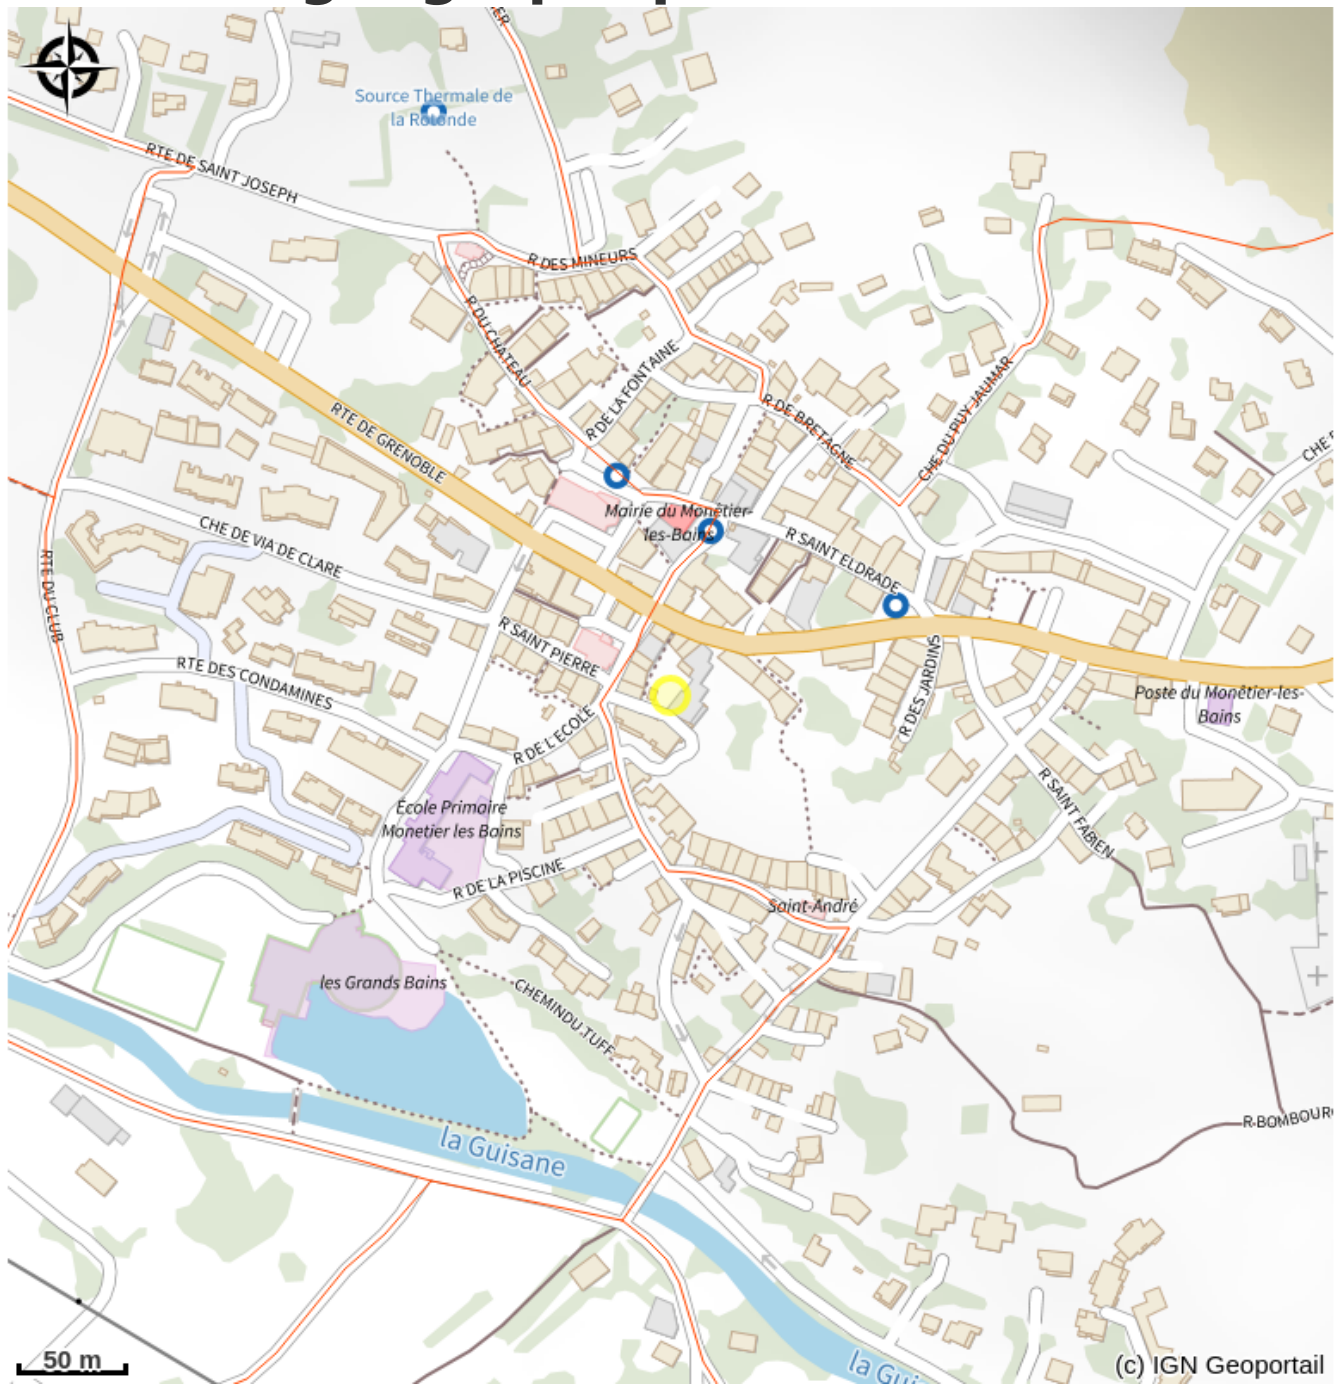 Source Thermale de
la Rotonde
RTE DE SAINT JOSEPH
R DES MINEURS
R DU CHATEAU
R DE LA FONTAINE
R DE BRETAGNE
CHE DU PUY JAUMAR
RTE DE GRENOBLE
Mairie du Monêtier-
les-Bains
R SAINT ELDRADE
CHE DE VIA DE CLARE
RTE DU CLUB
R SAINT PIERRE
RTE DES CONDAMINES
R DE L'ECOLE
R DES JARDINS
Poste du Monêtier-les-
Bains
R SAINT FABIEN
Ecole Primaire
Monetier les Bains
R DE LA PISCINE
Saint-André
les Grands Bains
CHEMIN DU TUFF
R BOMBOUR
la Guisane
la Gui
50 m
(c) IGN Geoportail